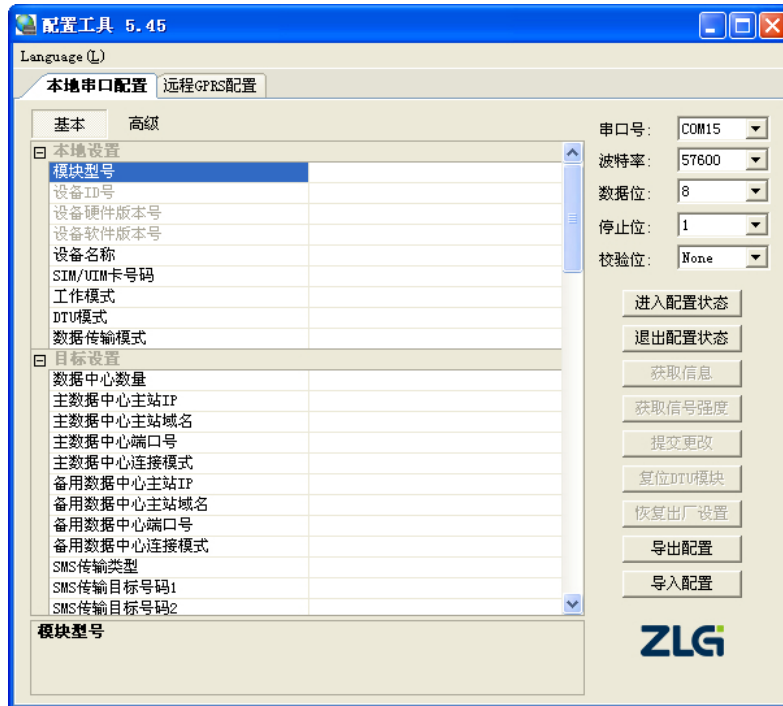 配置工具 5.45
Language (L)
本地串口配置 远程GPRS配置
基本 高级
本地设置
模块型号
设备ID号
设备硬件版本号
设备软件版本号
设备名称
SIM/UIM卡号码
工作模式
DTU模式
数据传输模式
目标设置
数据中心数量
主数据中心主站IP
主数据中心主站域名
主数据中心端口号
主数据中心连接模式
备用数据中心主站IP
备用数据中心主站域名
备用数据中心端口号
备用数据中心连接模式
SMS传输类型
SMS传输目标号码1
SMS传输目标号码2
模块型号
串口号: COM15
波特率: 57600
数据位: 8
停止位: 1
校验位: None
进入配置状态
退出配置状态
获取信息
获取信号强度
提交更改
复位DTU模块
恢复出厂设置
导出配置
导入配置
ZLG